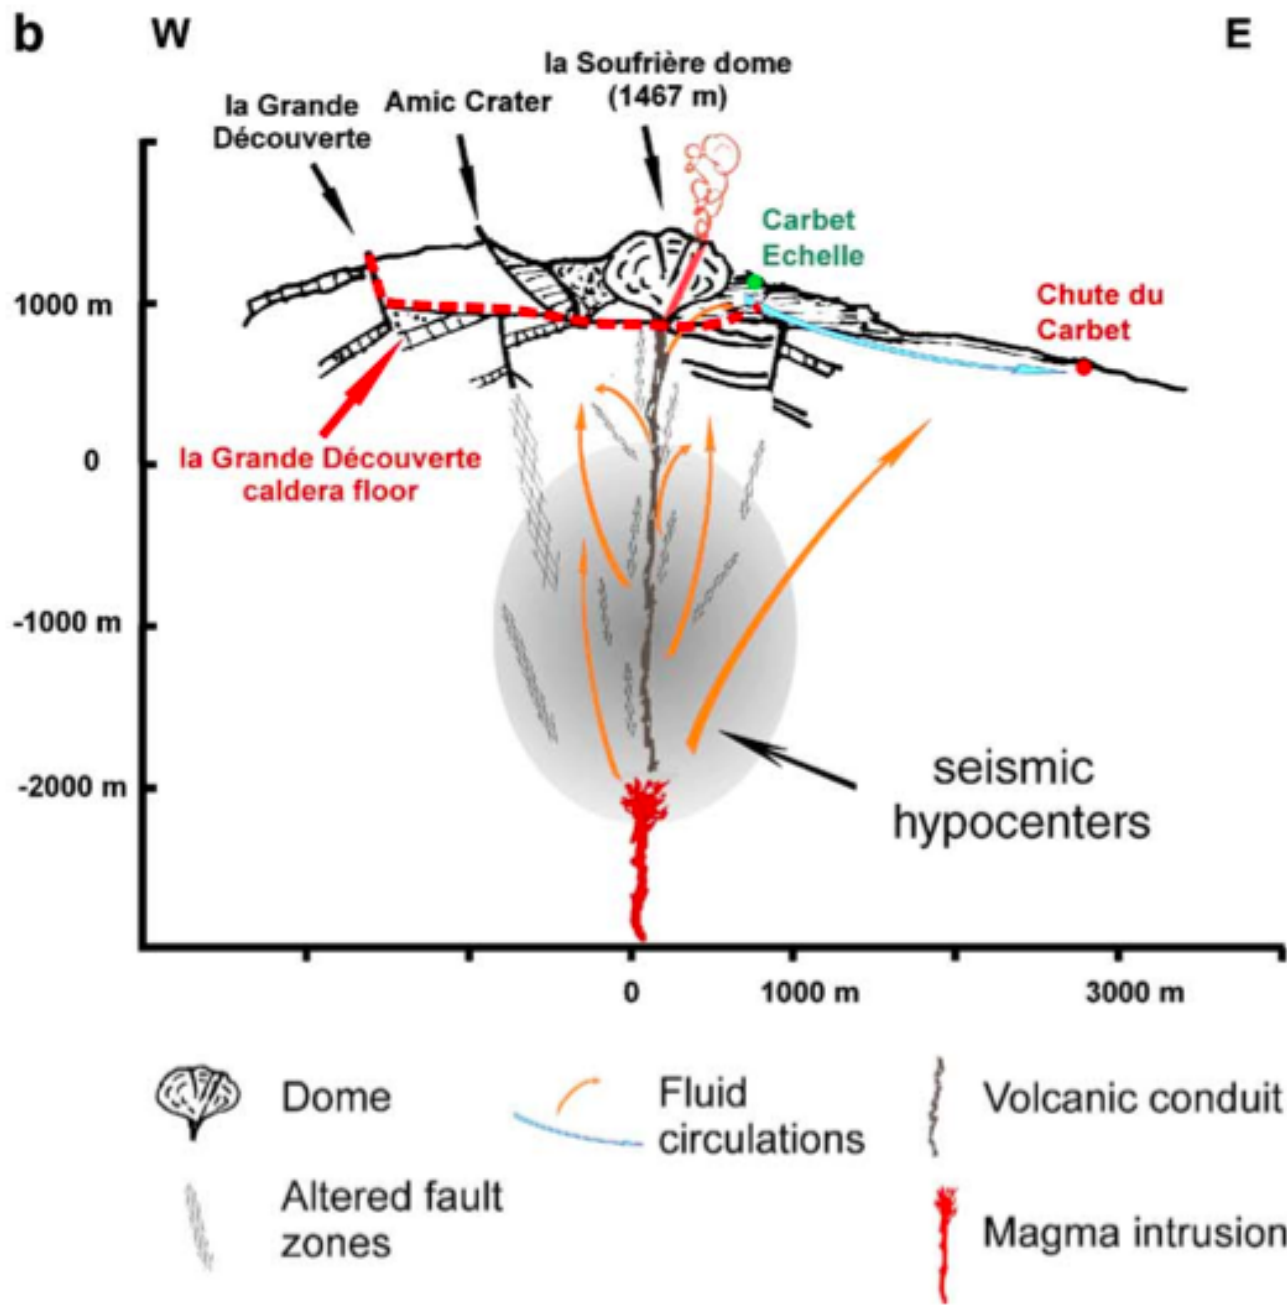 b W E
la Soufrière dome
(1467 m)
la Grande
Découverte
Amic Crater
Carbet
Echelle
Chute du
Carbet
1000 m
la Grande Découverte
caldera floor
0
-1000 m
-2000 m
seismic
hypocenters
0 1000 m 3000 m
Dome
Fluid
circulations
Volcanic conduit
Altered fault
zones
Magma intrusion